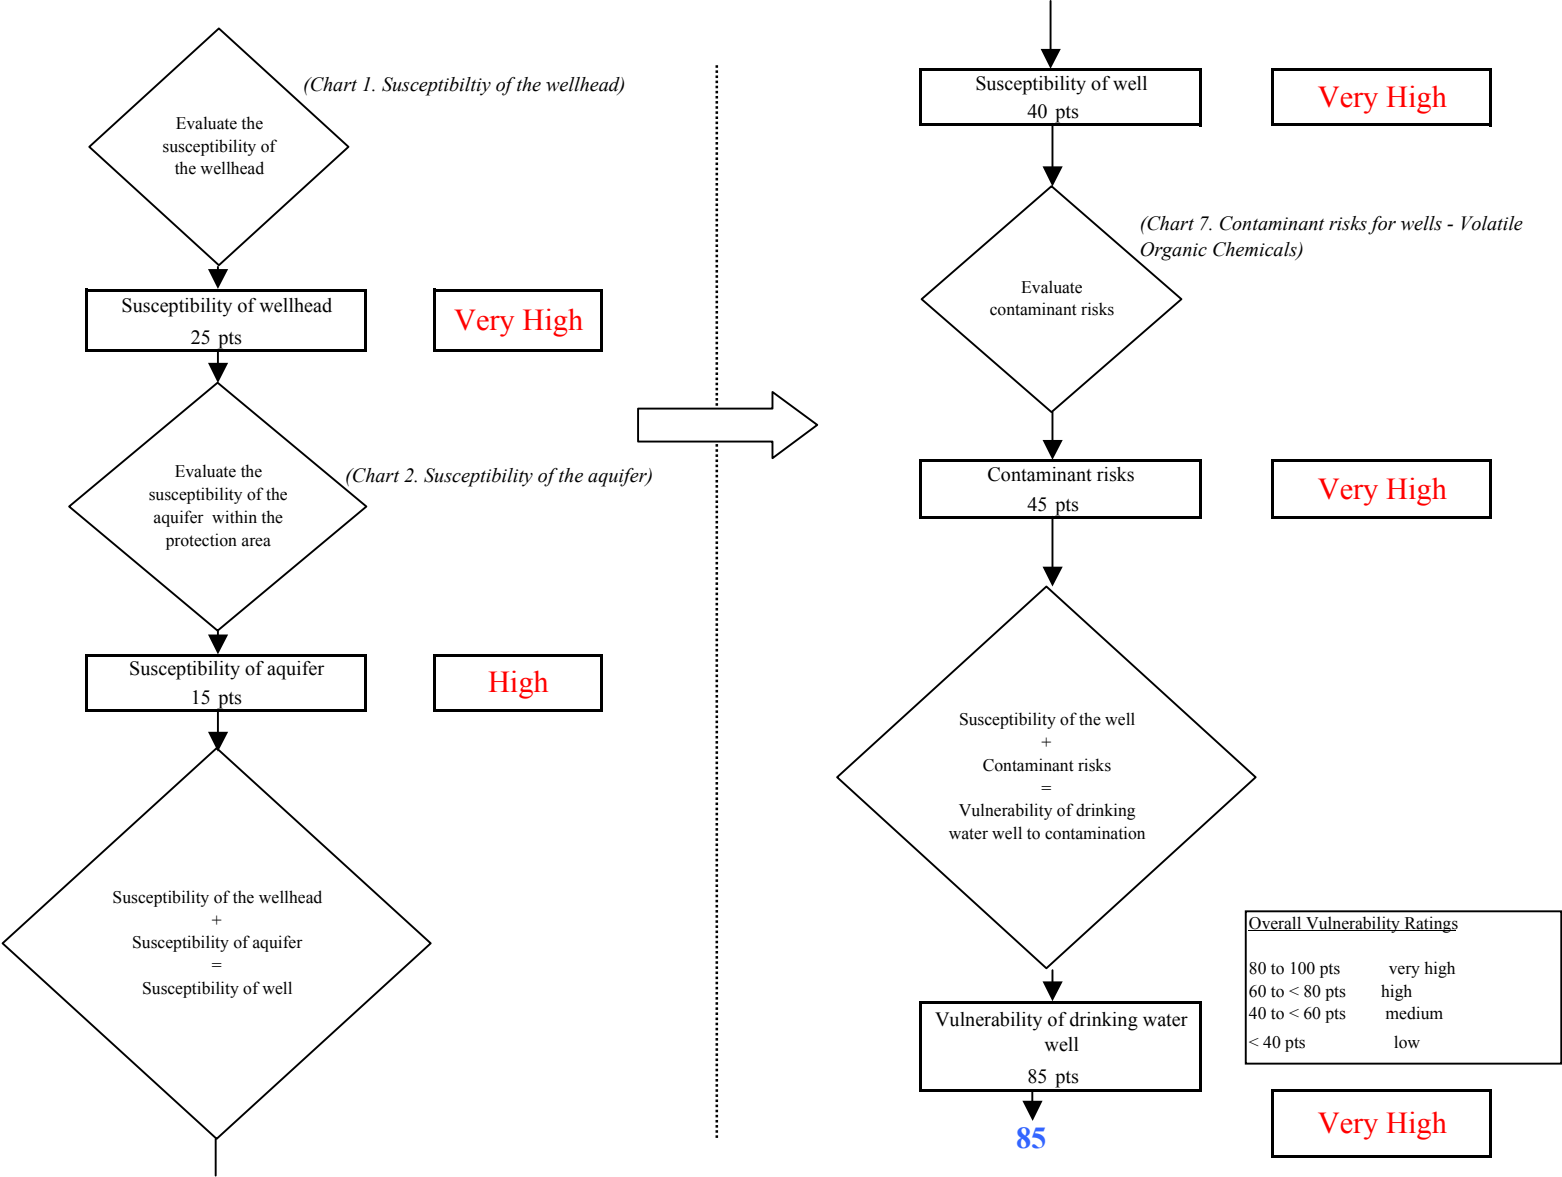 (Chart 1. Susceptibiltiy of the wellhead)
Evaluate the
susceptibility of
the wellhead
Susceptibility of wellhead
25 pts
Very High
(Chart 2. Susceptibility of the aquifer)
Evaluate the
susceptibility of the
aquifer within the
protection area
Susceptibility of aquifer
15 pts
High
Susceptibility of the wellhead
+
Susceptibility of aquifer
=
Susceptibility of well
Susceptibility of well
40 pts
Very High
(Chart 7. Contaminant risks for wells - Volatile
Organic Chemicals)
Evaluate
contaminant risks
Contaminant risks
45 pts
Very High
Susceptibility of the well
+
Contaminant risks
=
Vulnerability of drinking
water well to contamination
Overall Vulnerability Ratings
80 to 100 pts very high
60 to < 80 pts high
40 to < 60 pts medium
< 40 pts low
Vulnerability of drinking water
well
85 pts
Very High
85